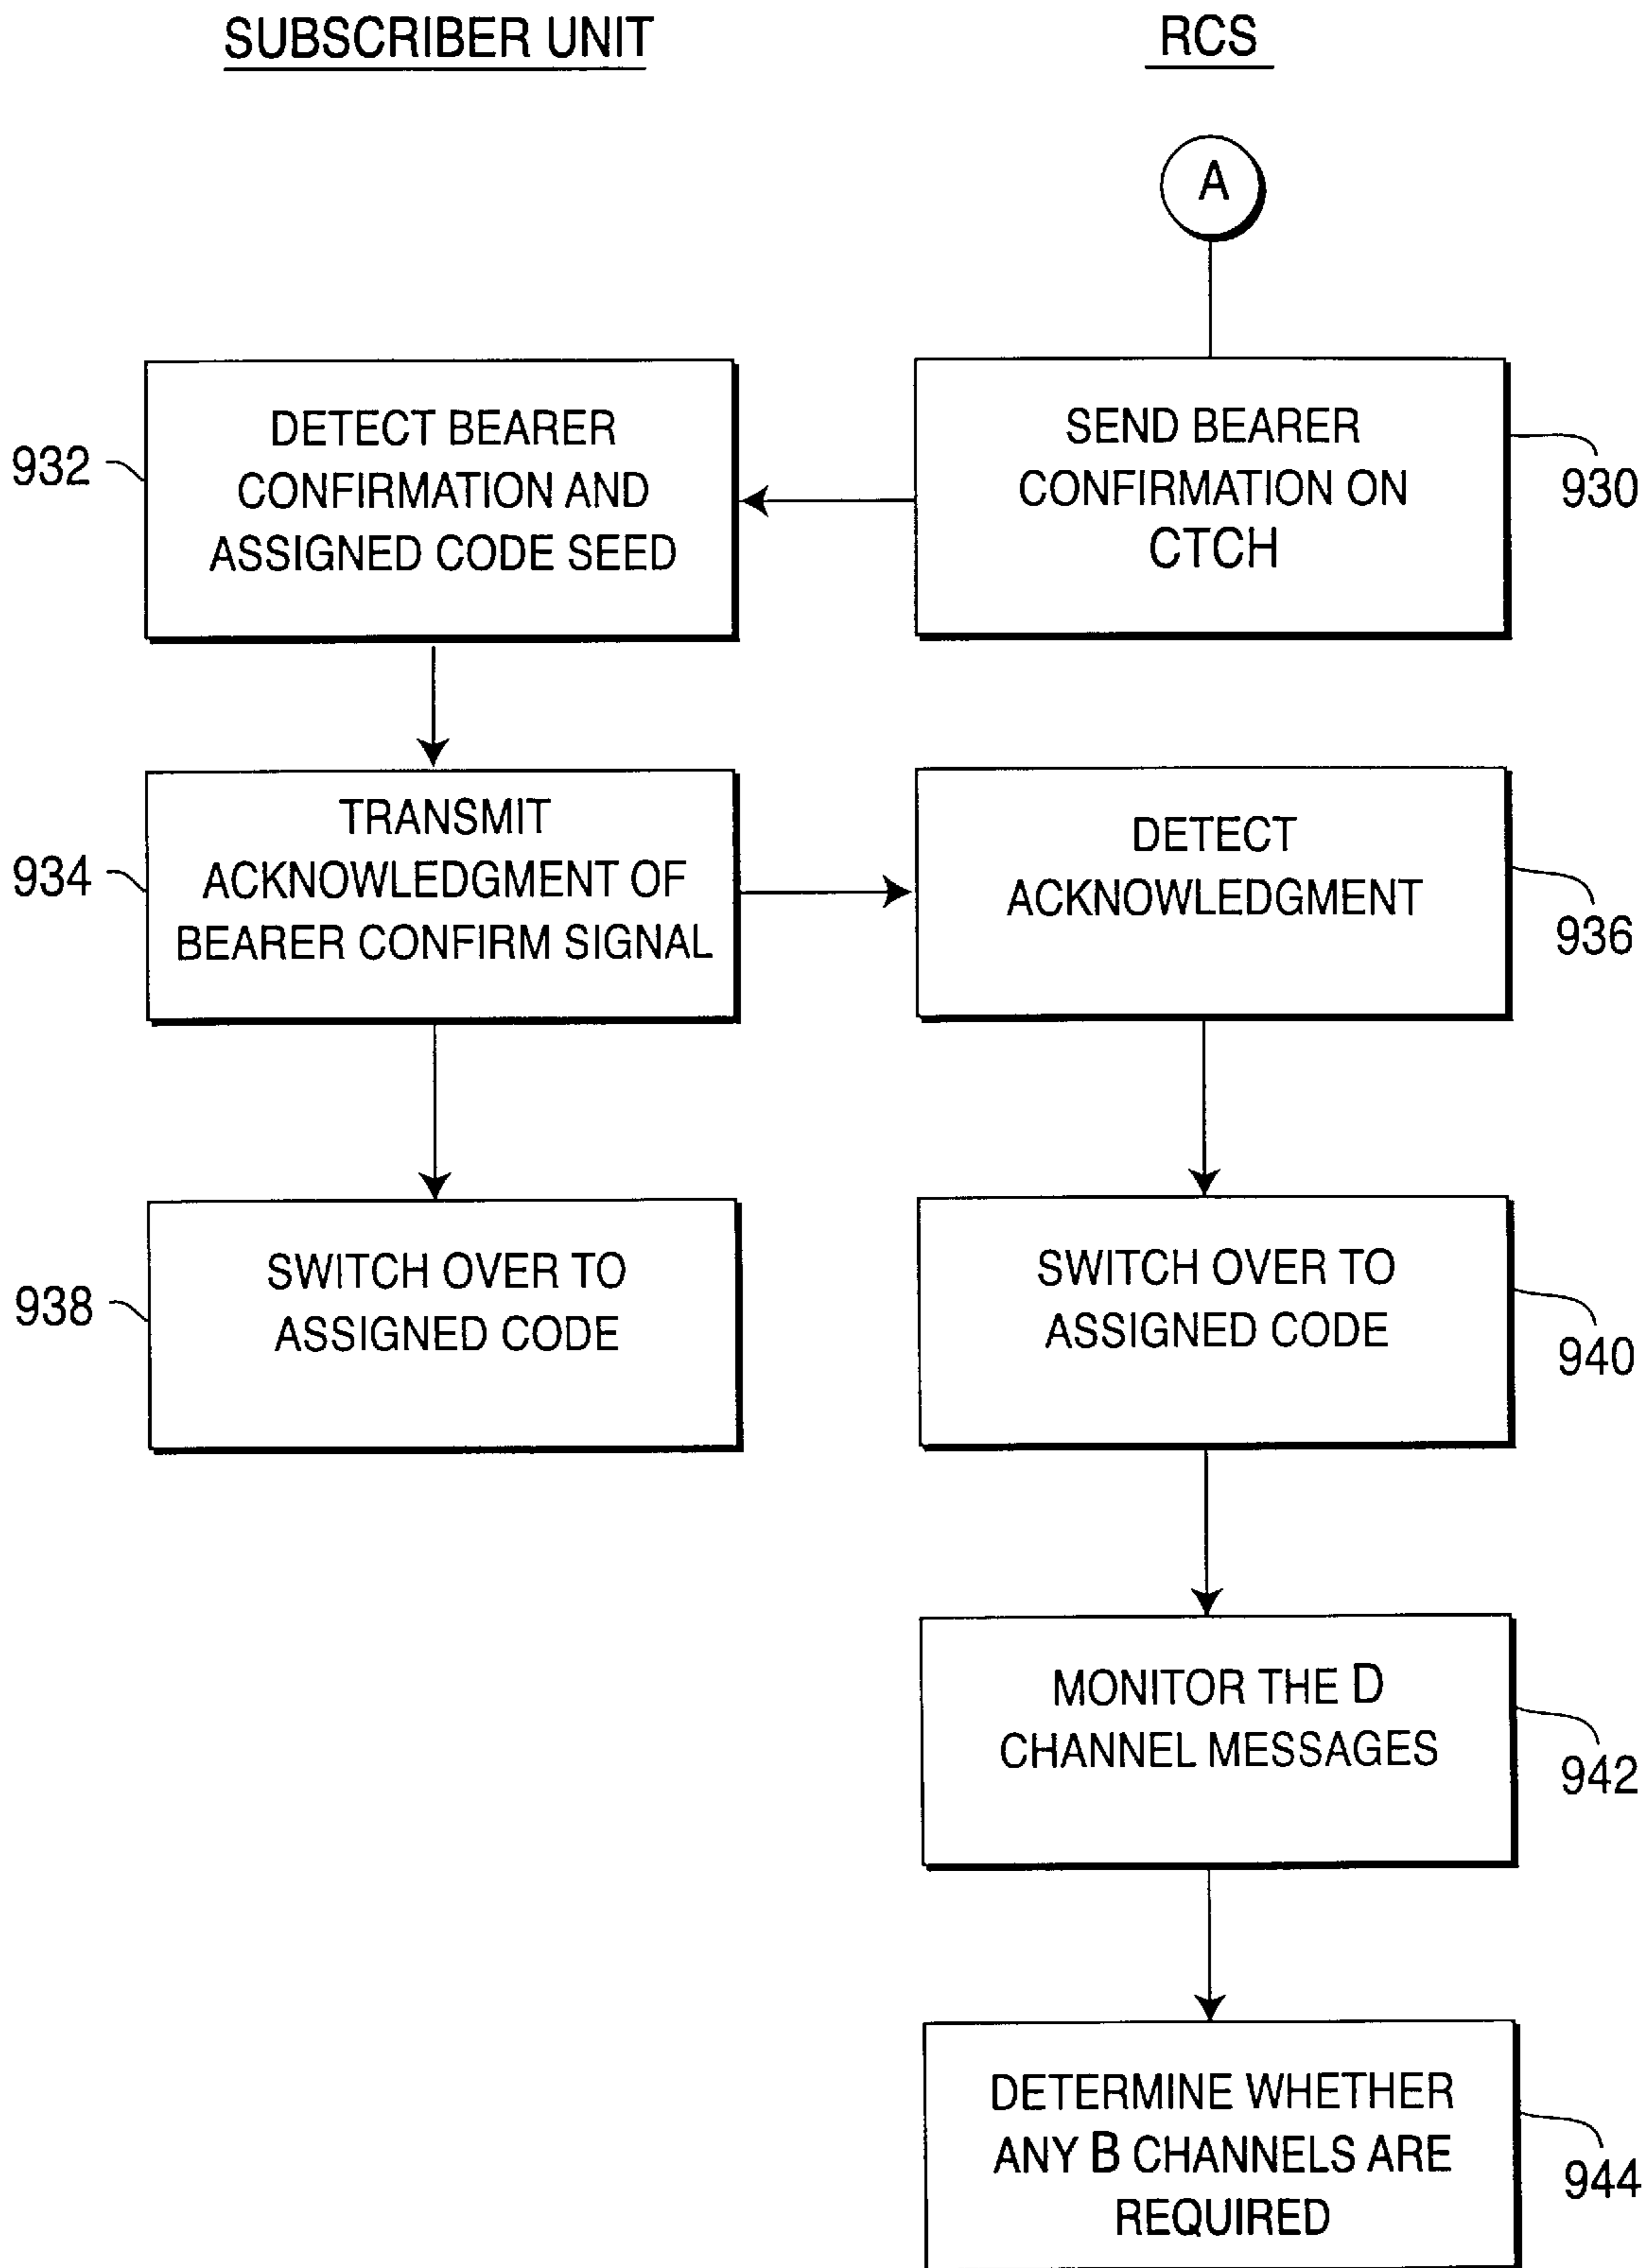 SUBSCRIBER UNIT
RCS
A
DETECT BEARER
CONFIRMATION AND
ASSIGNED CODE SEED
932
SEND BEARER
CONFIRMATION ON
CTCH
930
TRANSMIT
ACKNOWLEDGMENT OF
BEARER CONFIRM SIGNAL
934
DETECT
ACKNOWLEDGMENT
936
SWITCH OVER TO
ASSIGNED CODE
938
SWITCH OVER TO
ASSIGNED CODE
940
MONITOR THE D
CHANNEL MESSAGES
942
DETERMINE WHETHER
ANY B CHANNELS ARE
REQUIRED
944